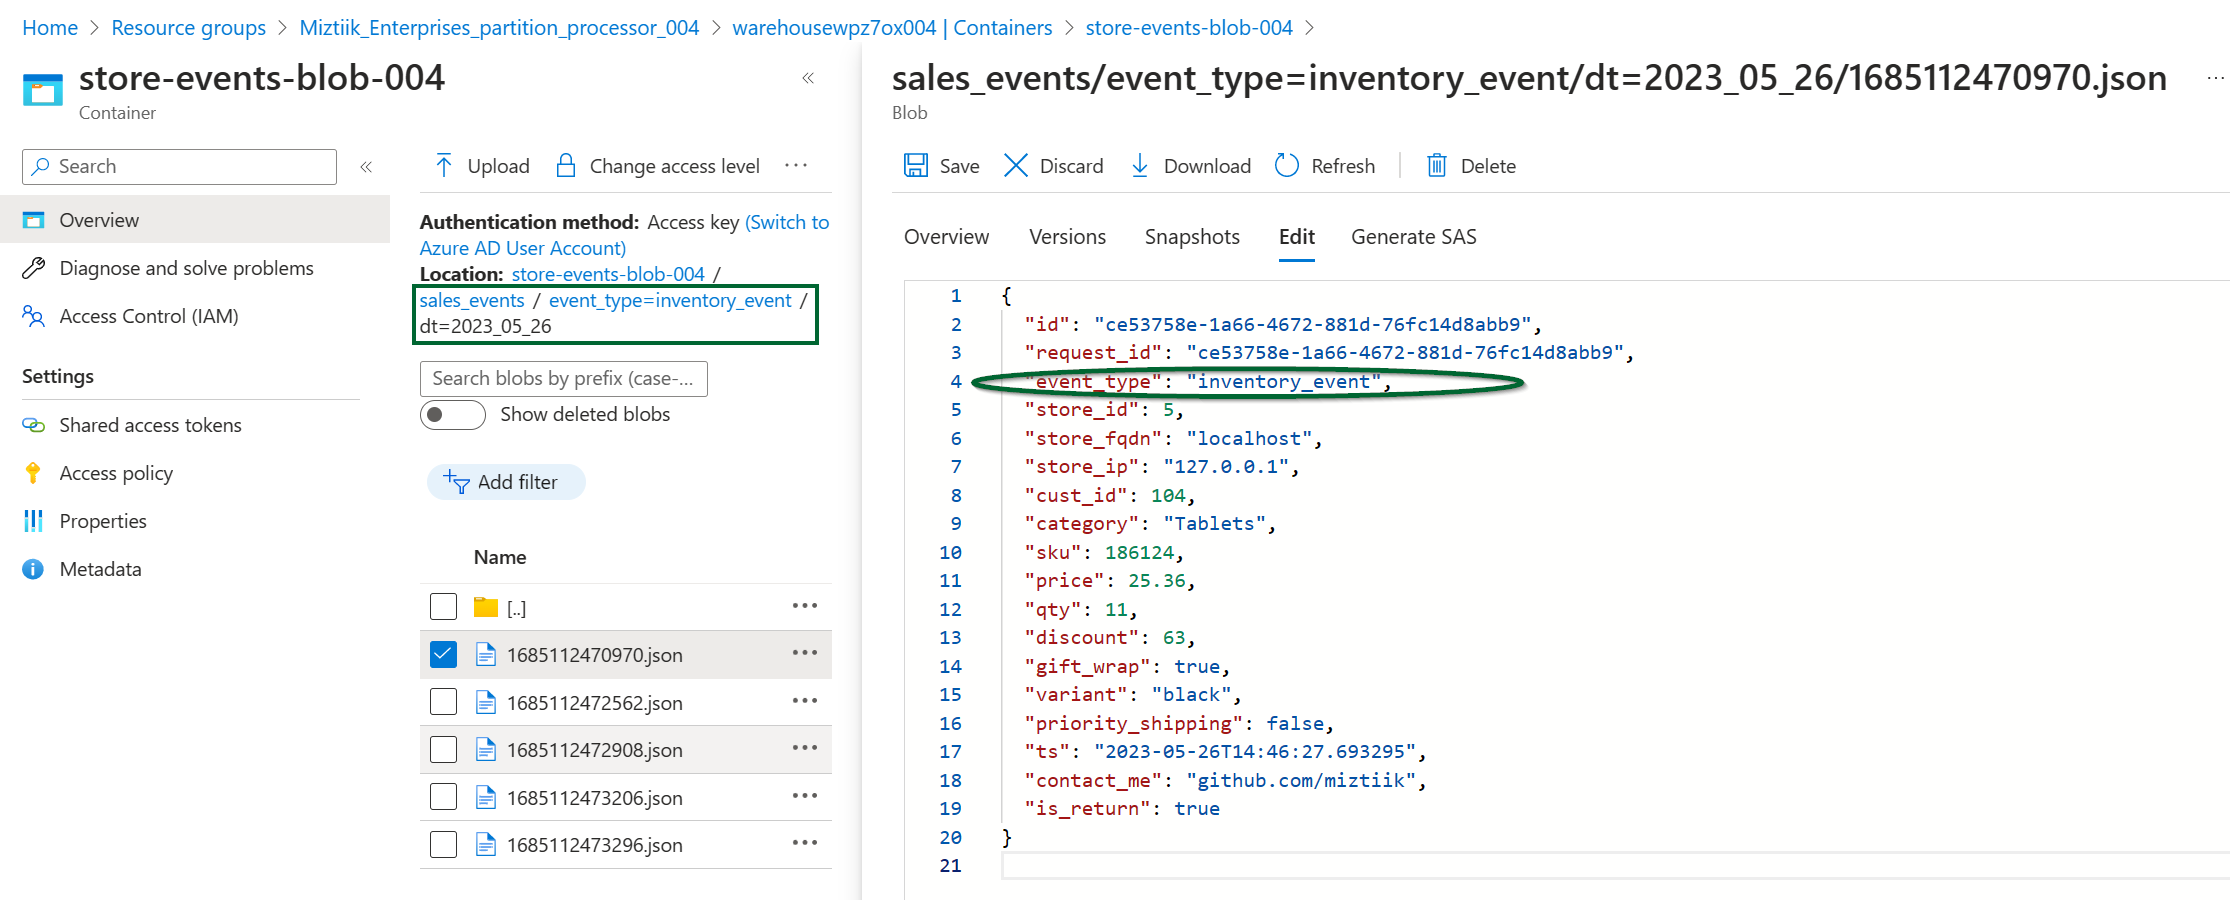 Home > Resource groups > Miztiik_Enterprises_partition_processor_004 > warehousewpz7ox004 | Containers > store-events-blob-004 >
store-events-blob-004
Container
Search
Overview
Diagnose and solve problems
Access Control (IAM)
Settings
Shared access tokens
Access policy
Properties
Metadata
Upload Change access level ...
Authentication method: Access key (Switch to
Azure AD User Account)
Location: store-events-blob-004 /
sales_events / event_type=inventory_event /
dt=2023_05_26
Search blobs by prefix (case-...
Show deleted blobs
Add filter
Name
[..]
1685112470970.json
1685112472562.json
1685112472908.json
1685112473206.json
1685112473296.json
sales_events/event_type=inventory_event/dt=2023_05_26/1685112470970.json ...
Blob
Save Discard Download Refresh Delete
Overview Versions Snapshots Edit Generate SAS
1 {
2 "id": "ce53758e-1a66-4672-881d-76fc14d8abb9",
3 "request_id": "ce53758e-1a66-4672-881d-76fc14d8abb9",
4 "event_type": "inventory_event",
5 "store_id": 5,
6 "store_fqdn": "localhost",
7 "store_ip": "127.0.0.1",
8 "cust_id": 104,
9 "category": "Tablets",
10 "sku": 186124,
11 "price": 25.36,
12 "qty": 11,
13 "discount": 63,
14 "gift_wrap": true,
15 "variant": "black",
16 "priority_shipping": false,
17 "ts": "2023-05-26T14:46:27.693295",
18 "contact_me": "github.com/miztiik",
19 "is_return": true
20 }
21